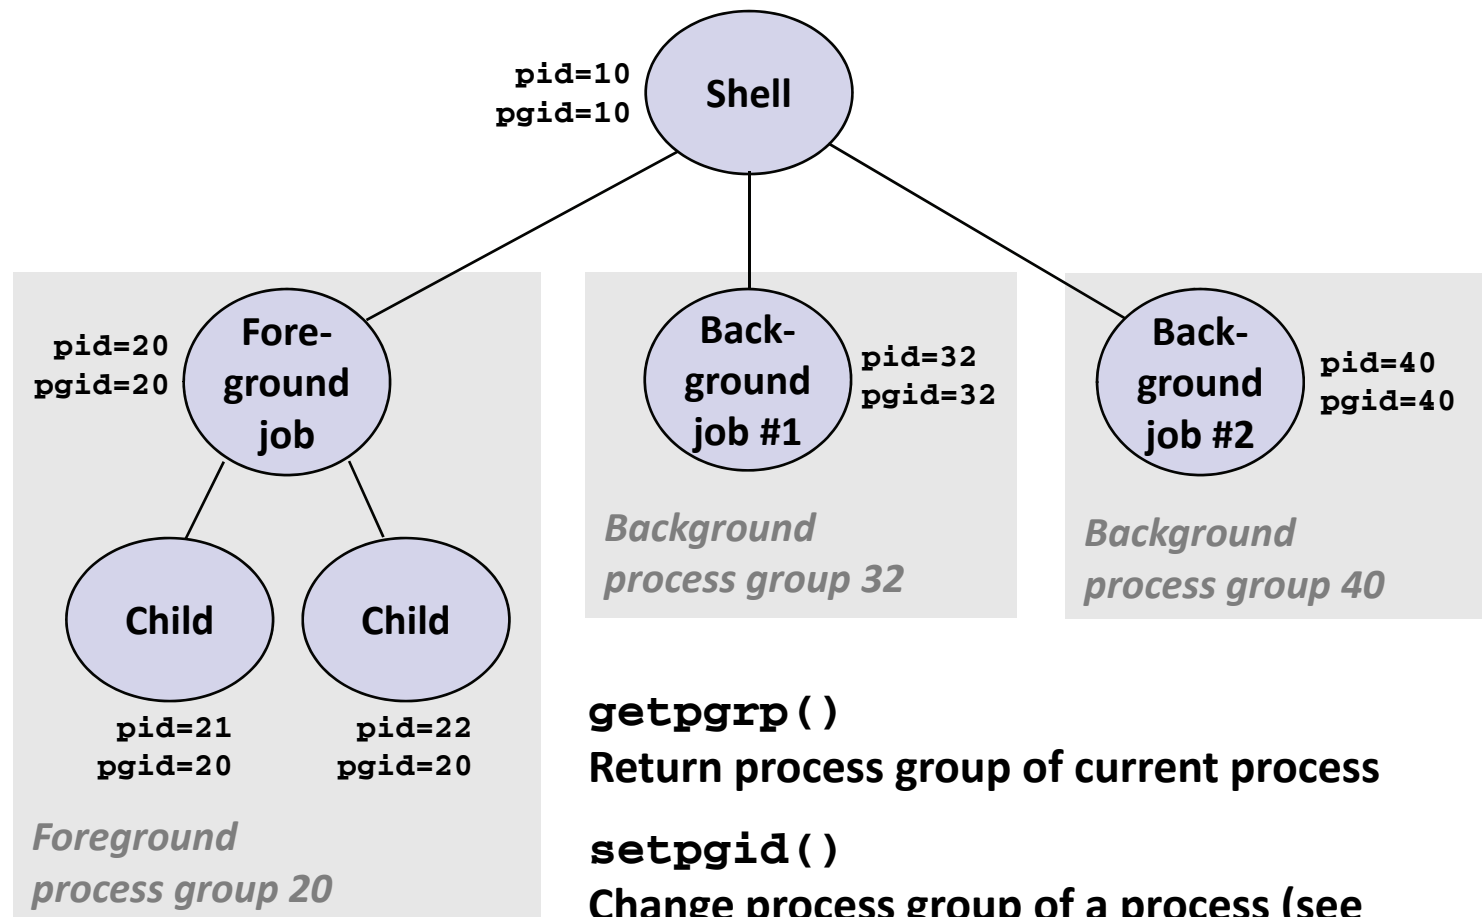 pid=10
pgid=10
Shell
pid=20
pgid=20
Fore-
ground
job
Back-
ground
job #1
pid=32
pgid=32
Back-
ground
job #2
pid=40
pgid=40
Background
process group 32
Background
process group 40
Child
Child
pid=21
pgid=20
pid=22
pgid=20
Foreground
process group 20
getpgrp()
Return process group of current process
setpgid()
Change process group of a process (see